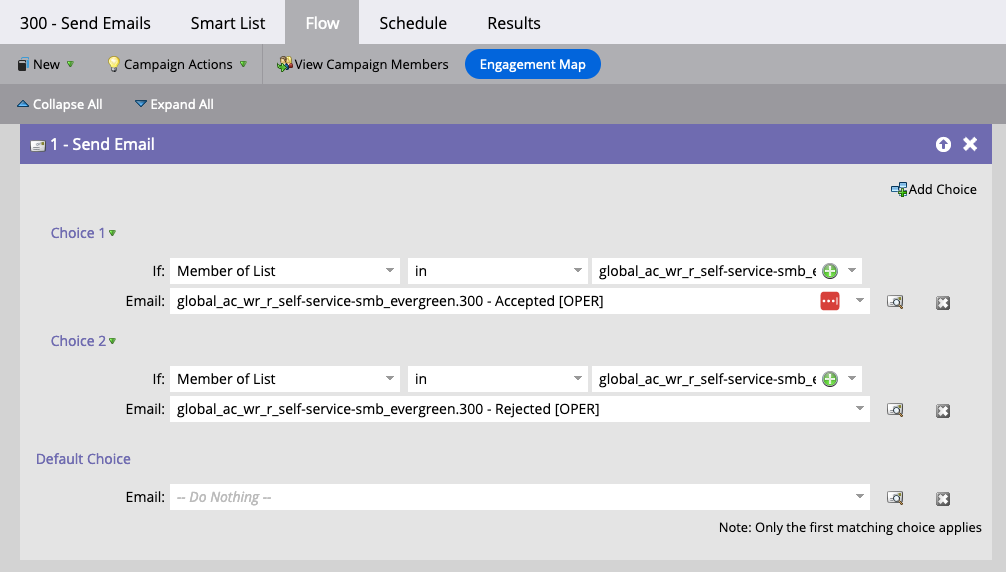 300 - Send Emails Smart List Flow Schedule Results
New Campaign Actions View Campaign Members Engagement Map
Collapse All Expand All
1 - Send Email
Add Choice
Choice 1
If: Member of List in global_ac_wr_r_self-service-smb_e
Email: global_ac_wr_r_self-service-smb_evergreen.300 - Accepted [OPER]
Choice 2
If: Member of List in global_ac_wr_r_self-service-smb_e
Email: global_ac_wr_r_self-service-smb_evergreen.300 - Rejected [OPER]
Default Choice
Email: -- Do Nothing --
Note: Only the first matching choice applies